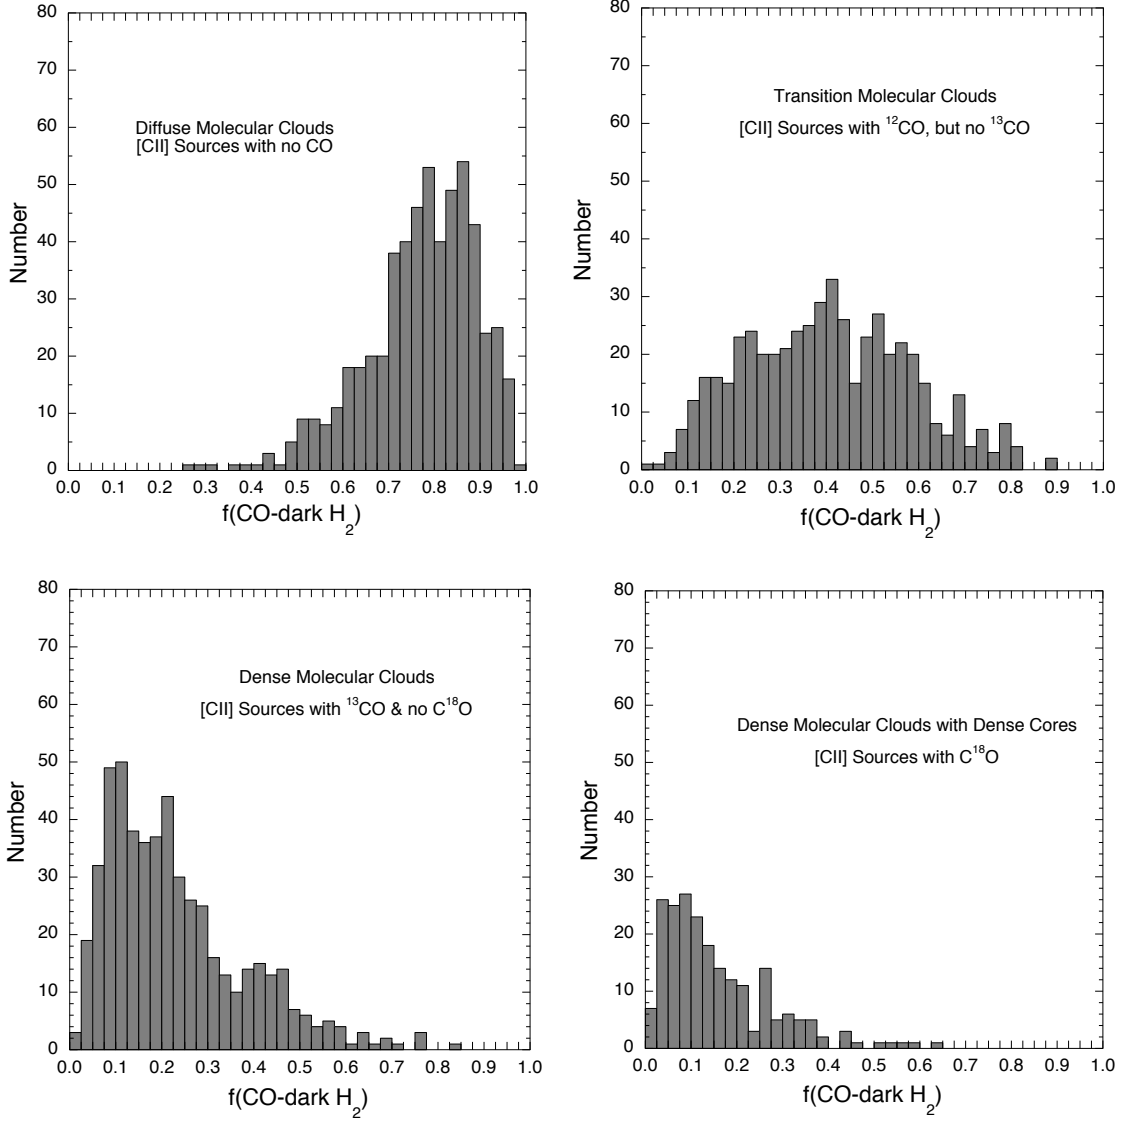 80
70
60
50
40
30
20
10
0
Number
Diffuse Molecular Clouds
[CII] Sources with no CO
0.0 0.1 0.2 0.3 0.4 0.5 0.6 0.7 0.8 0.9 1.0
f(CO-dark H₂)
80
70
60
50
40
30
20
10
0
Number
Transition Molecular Clouds
[CII] Sources with ¹²CO, but no ¹³CO
0.0 0.1 0.2 0.3 0.4 0.5 0.6 0.7 0.8 0.9 1.0
f(CO-dark H₂)
80
70
60
50
40
30
20
10
0
Number
Dense Molecular Clouds
[CII] Sources with ¹³CO & no C¹⁸O
0.0 0.1 0.2 0.3 0.4 0.5 0.6 0.7 0.8 0.9 1.0
f(CO-dark H₂)
80
70
60
50
40
30
20
10
0
Number
Dense Molecular Clouds with Dense Cores
[CII] Sources with C¹⁸O
0.0 0.1 0.2 0.3 0.4 0.5 0.6 0.7 0.8 0.9 1.0
f(CO-dark H₂)